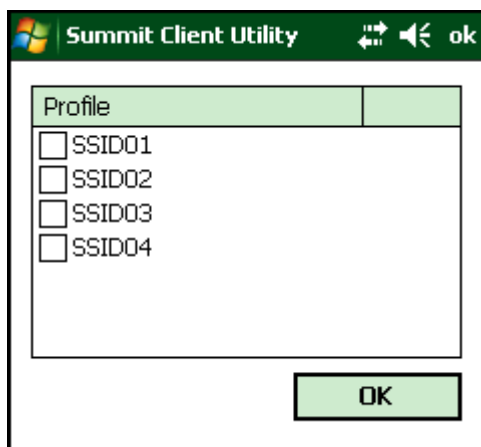 Summit Client Utility ok
Profile
SSID01
SSID02
SSID03
SSID04
OK